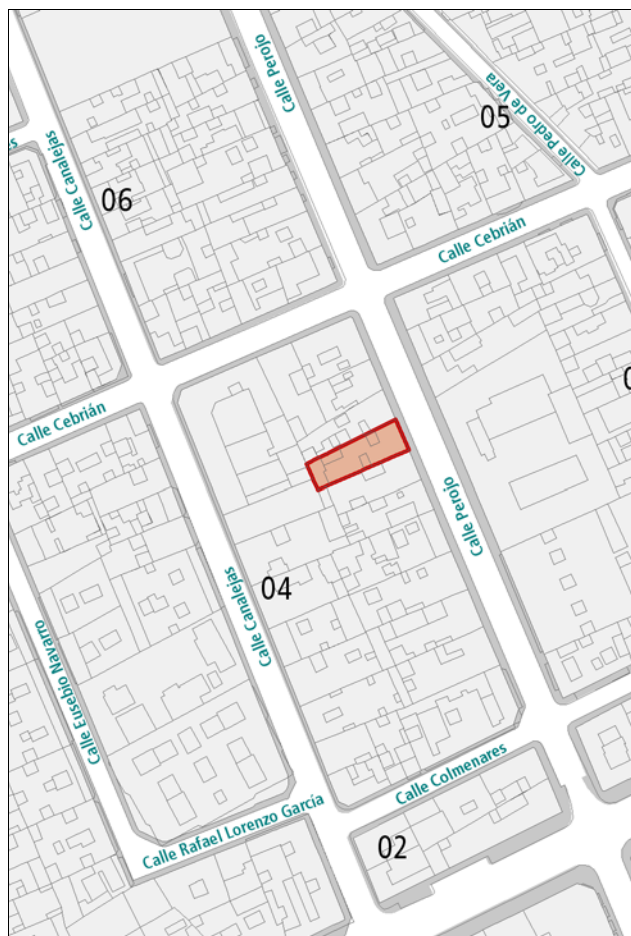 Calle Perojo
Calle Pedro de Vera
05
Calle Canalejas
06
Calle Cebrián
Calle Cebrián
Calle Perojo
04
Calle Canalejas
Calle Eusebio Navarro
Calle Colmenares
Calle Rafael Lorenzo García
02